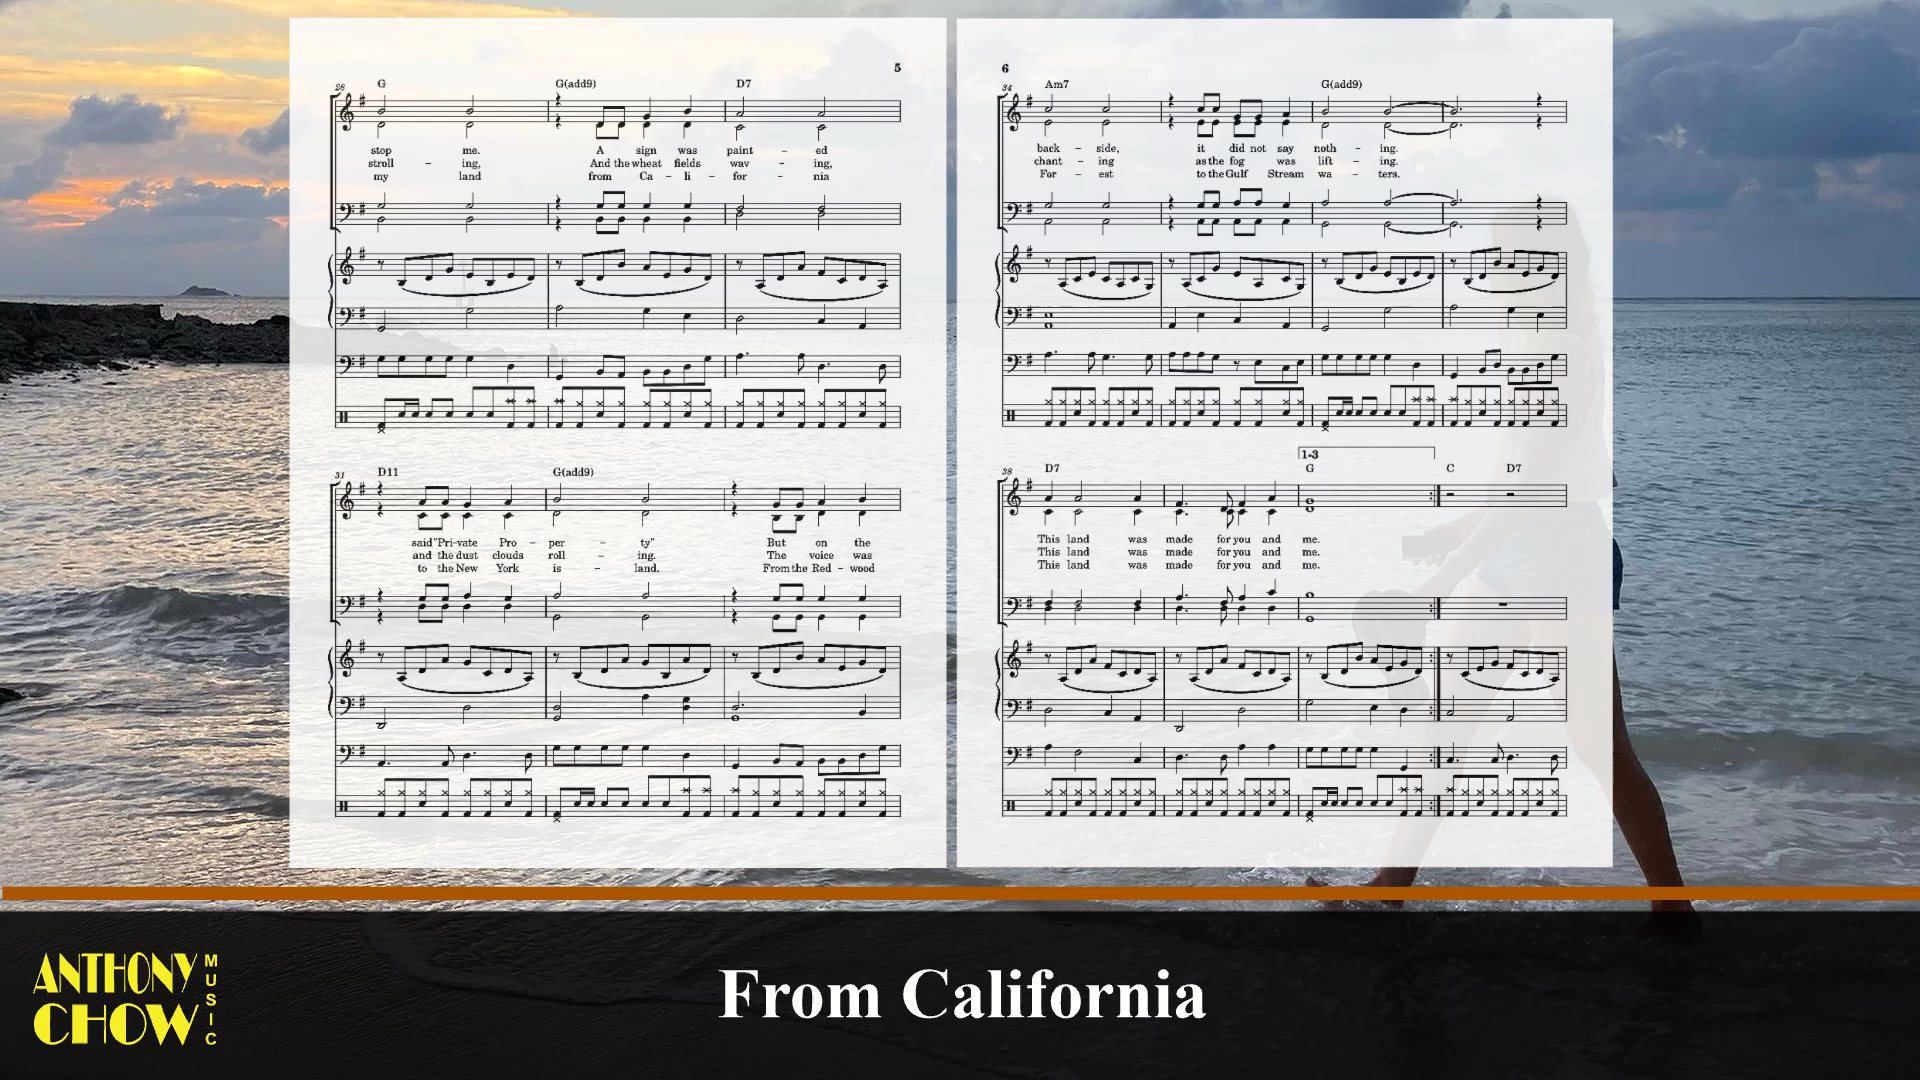 5
28 G G(add9) D7
stop me. A sign was paint - ed
stroll - ing, And the wheat fields wav - ing,
my land from Ca - li - for - nia
31 D11 G(add9)
said "Pri-vate Pro - per - ty" But on the
and the dust clouds roll - ing. The voice was
to the New York is - land. From the Red - wood
6
34 Am7 G(add9)
back - side, it did not say noth - ing.
chant - ing as the fog was lift - ing.
For - est to the Gulf Stream wa - ters.
1-3
38 D7 G C D7
This land was made for you and me.
This land was made for you and me.
This land was made for you and me.
ANTHONY
CHOW
MUSIC
From California